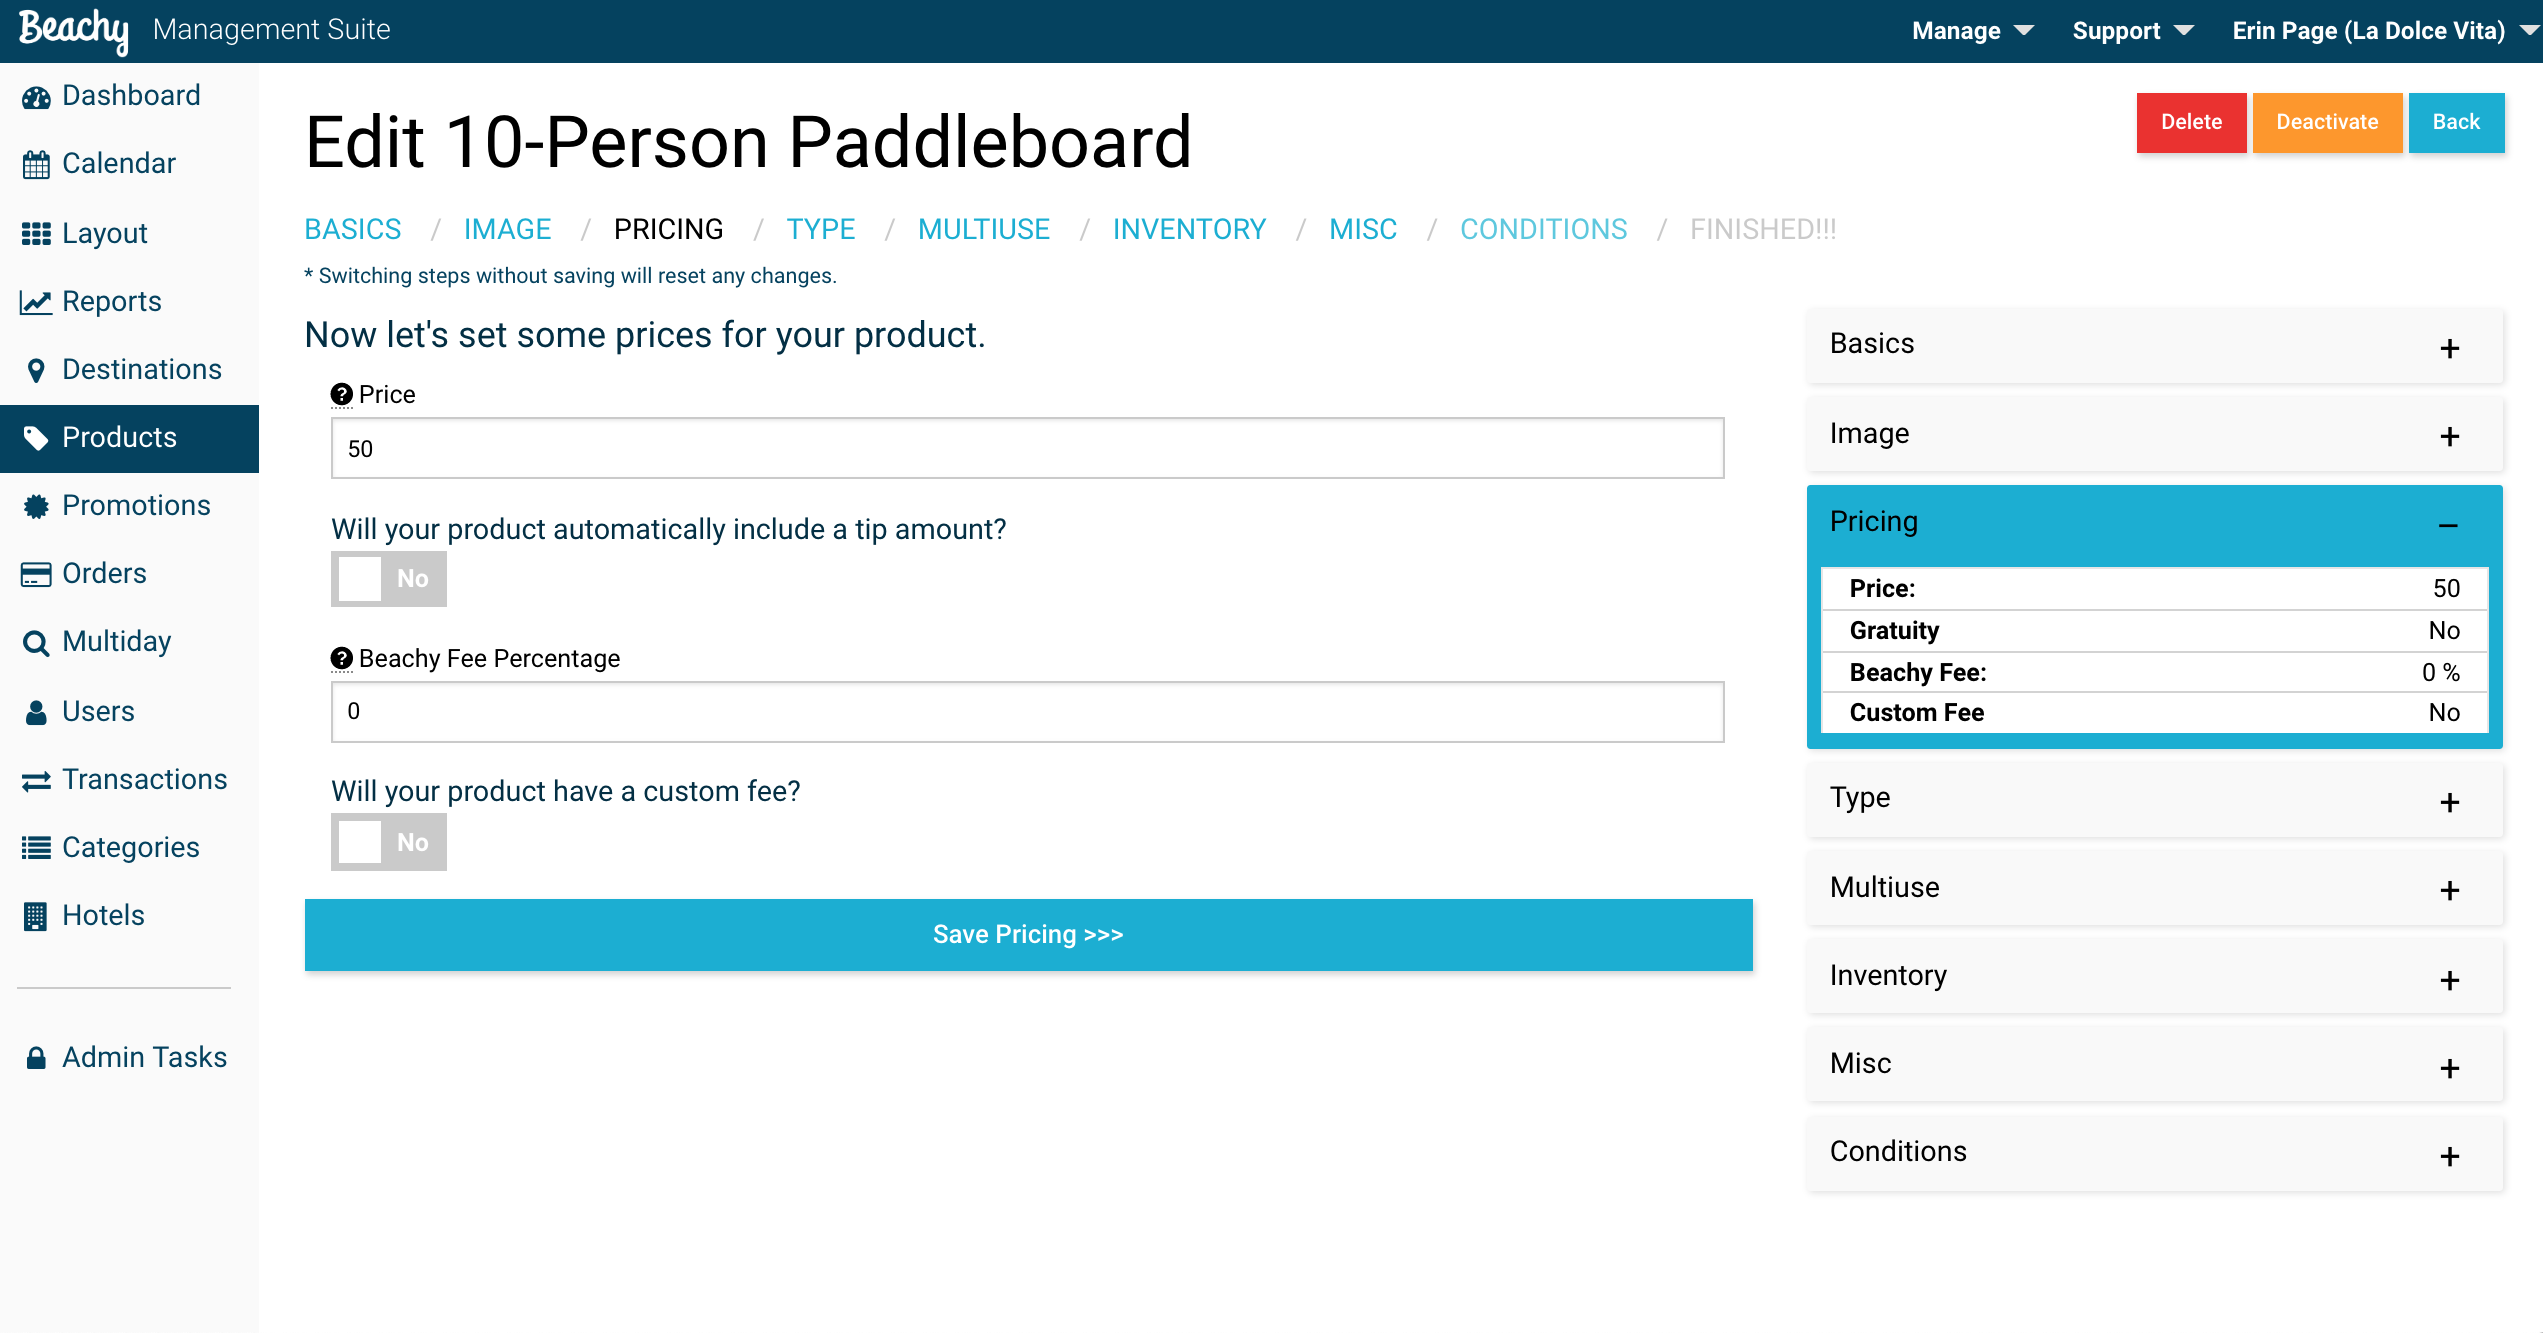 Beachy Management Suite
Manage Support Erin Page (La Dolce Vita)
Dashboard
Calendar
Layout
Reports
Destinations
Products
Promotions
Orders
Multiday
Users
Transactions
Categories
Hotels
Admin Tasks
Edit 10-Person Paddleboard
Delete Deactivate Back
BASICS / IMAGE / PRICING / TYPE / MULTIUSE / INVENTORY / MISC / CONDITIONS / FINISHED!!!
* Switching steps without saving will reset any changes.
Now let's set some prices for your product.
? Price
50
Will your product automatically include a tip amount?
No
? Beachy Fee Percentage
0
Will your product have a custom fee?
No
Save Pricing >>>
Basics +
Image +
Pricing –
Price: 50
Gratuity No
Beachy Fee: 0 %
Custom Fee No
Type +
Multiuse +
Inventory +
Misc +
Conditions +